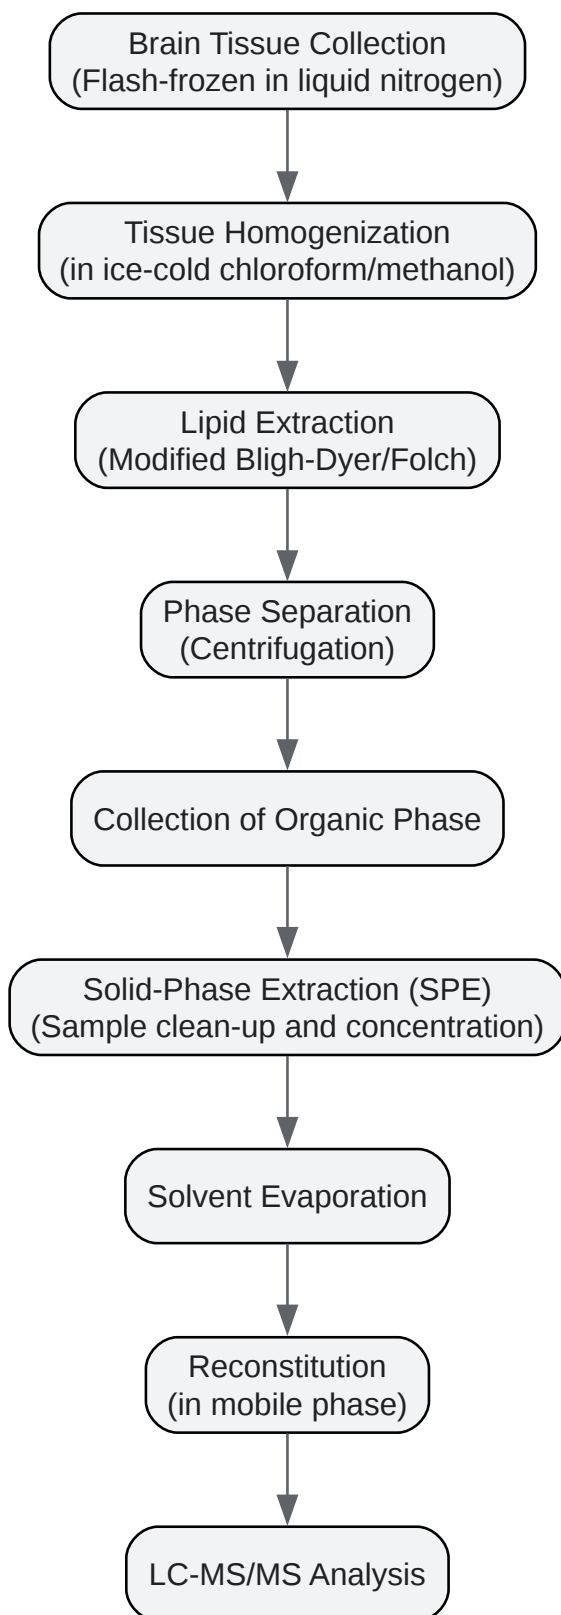 Brain Tissue Collection
(Flash-frozen in liquid nitrogen)
Tissue Homogenization
(in ice-cold chloroform/methanol)
Lipid Extraction
(Modified Bligh-Dyer/Folch)
Phase Separation
(Centrifugation)
Collection of Organic Phase
Solid-Phase Extraction (SPE)
(Sample clean-up and concentration)
Solvent Evaporation
Reconstitution
(in mobile phase)
LC-MS/MS Analysis